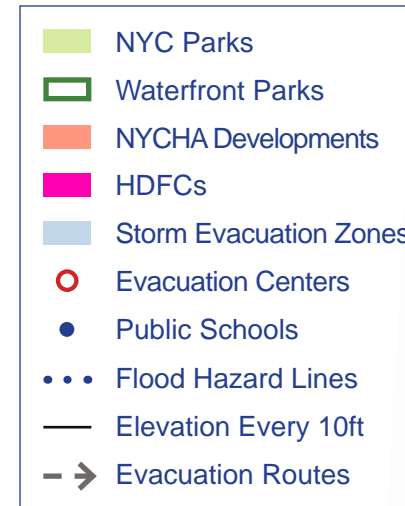 NYC Parks
Waterfront Parks
NYCHA Developments
HDFCs
Storm Evacuation Zones
Evacuation Centers
Public Schools
Flood Hazard Lines
Elevation Every 10ft
Evacuation Routes